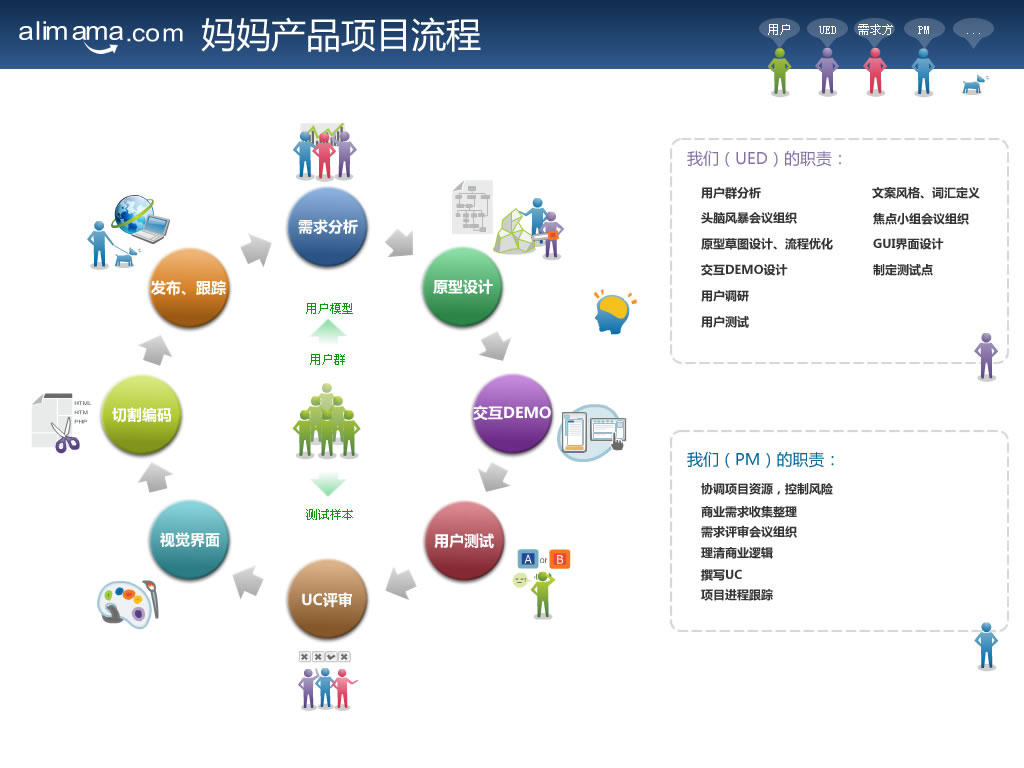 alimama.com 妈妈产品项目流程
用户 UED 需求方 PM ...
需求分析
原型设计
交互DEMO
用户测试
A or B
UC评审
视觉界面
切割编码
HTML
HTM
PHP
发布、跟踪
用户模型
用户群
测试样本
我们（UED）的职责：
用户群分析 文案风格、词汇定义
头脑风暴会议组织 焦点小组会议组织
原型草图设计、流程优化 GUI界面设计
交互DEMO设计 制定测试点
用户调研
用户测试
我们（PM）的职责：
协调项目资源，控制风险
商业需求收集整理
需求评审会议组织
理清商业逻辑
撰写UC
项目进程跟踪